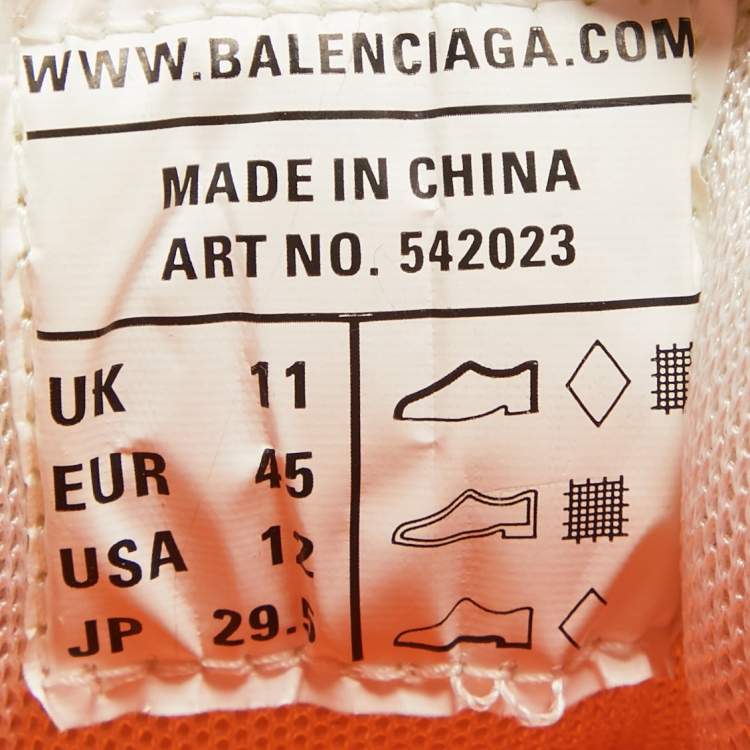 WWW.BALENCIAGA.COM
MADE IN CHINA
ART NO. 542023
UK 11
EUR 45
USA 12
JP 29.5